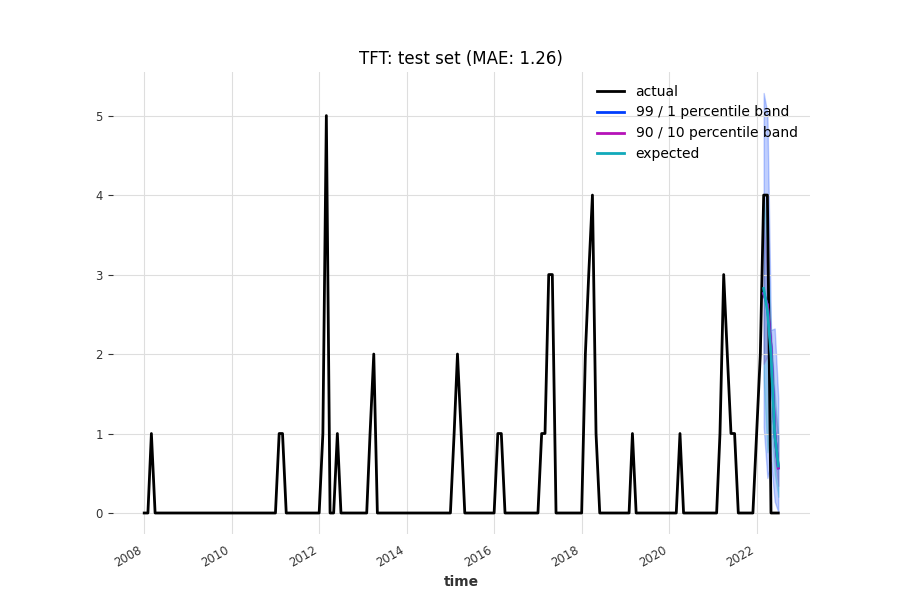 TFT: test set (MAE: 1.26)
actual
99 / 1 percentile band
90 / 10 percentile band
expected
5
4
3
2
1
0
2008 2010 2012 2014 2016 2018 2020 2022
time